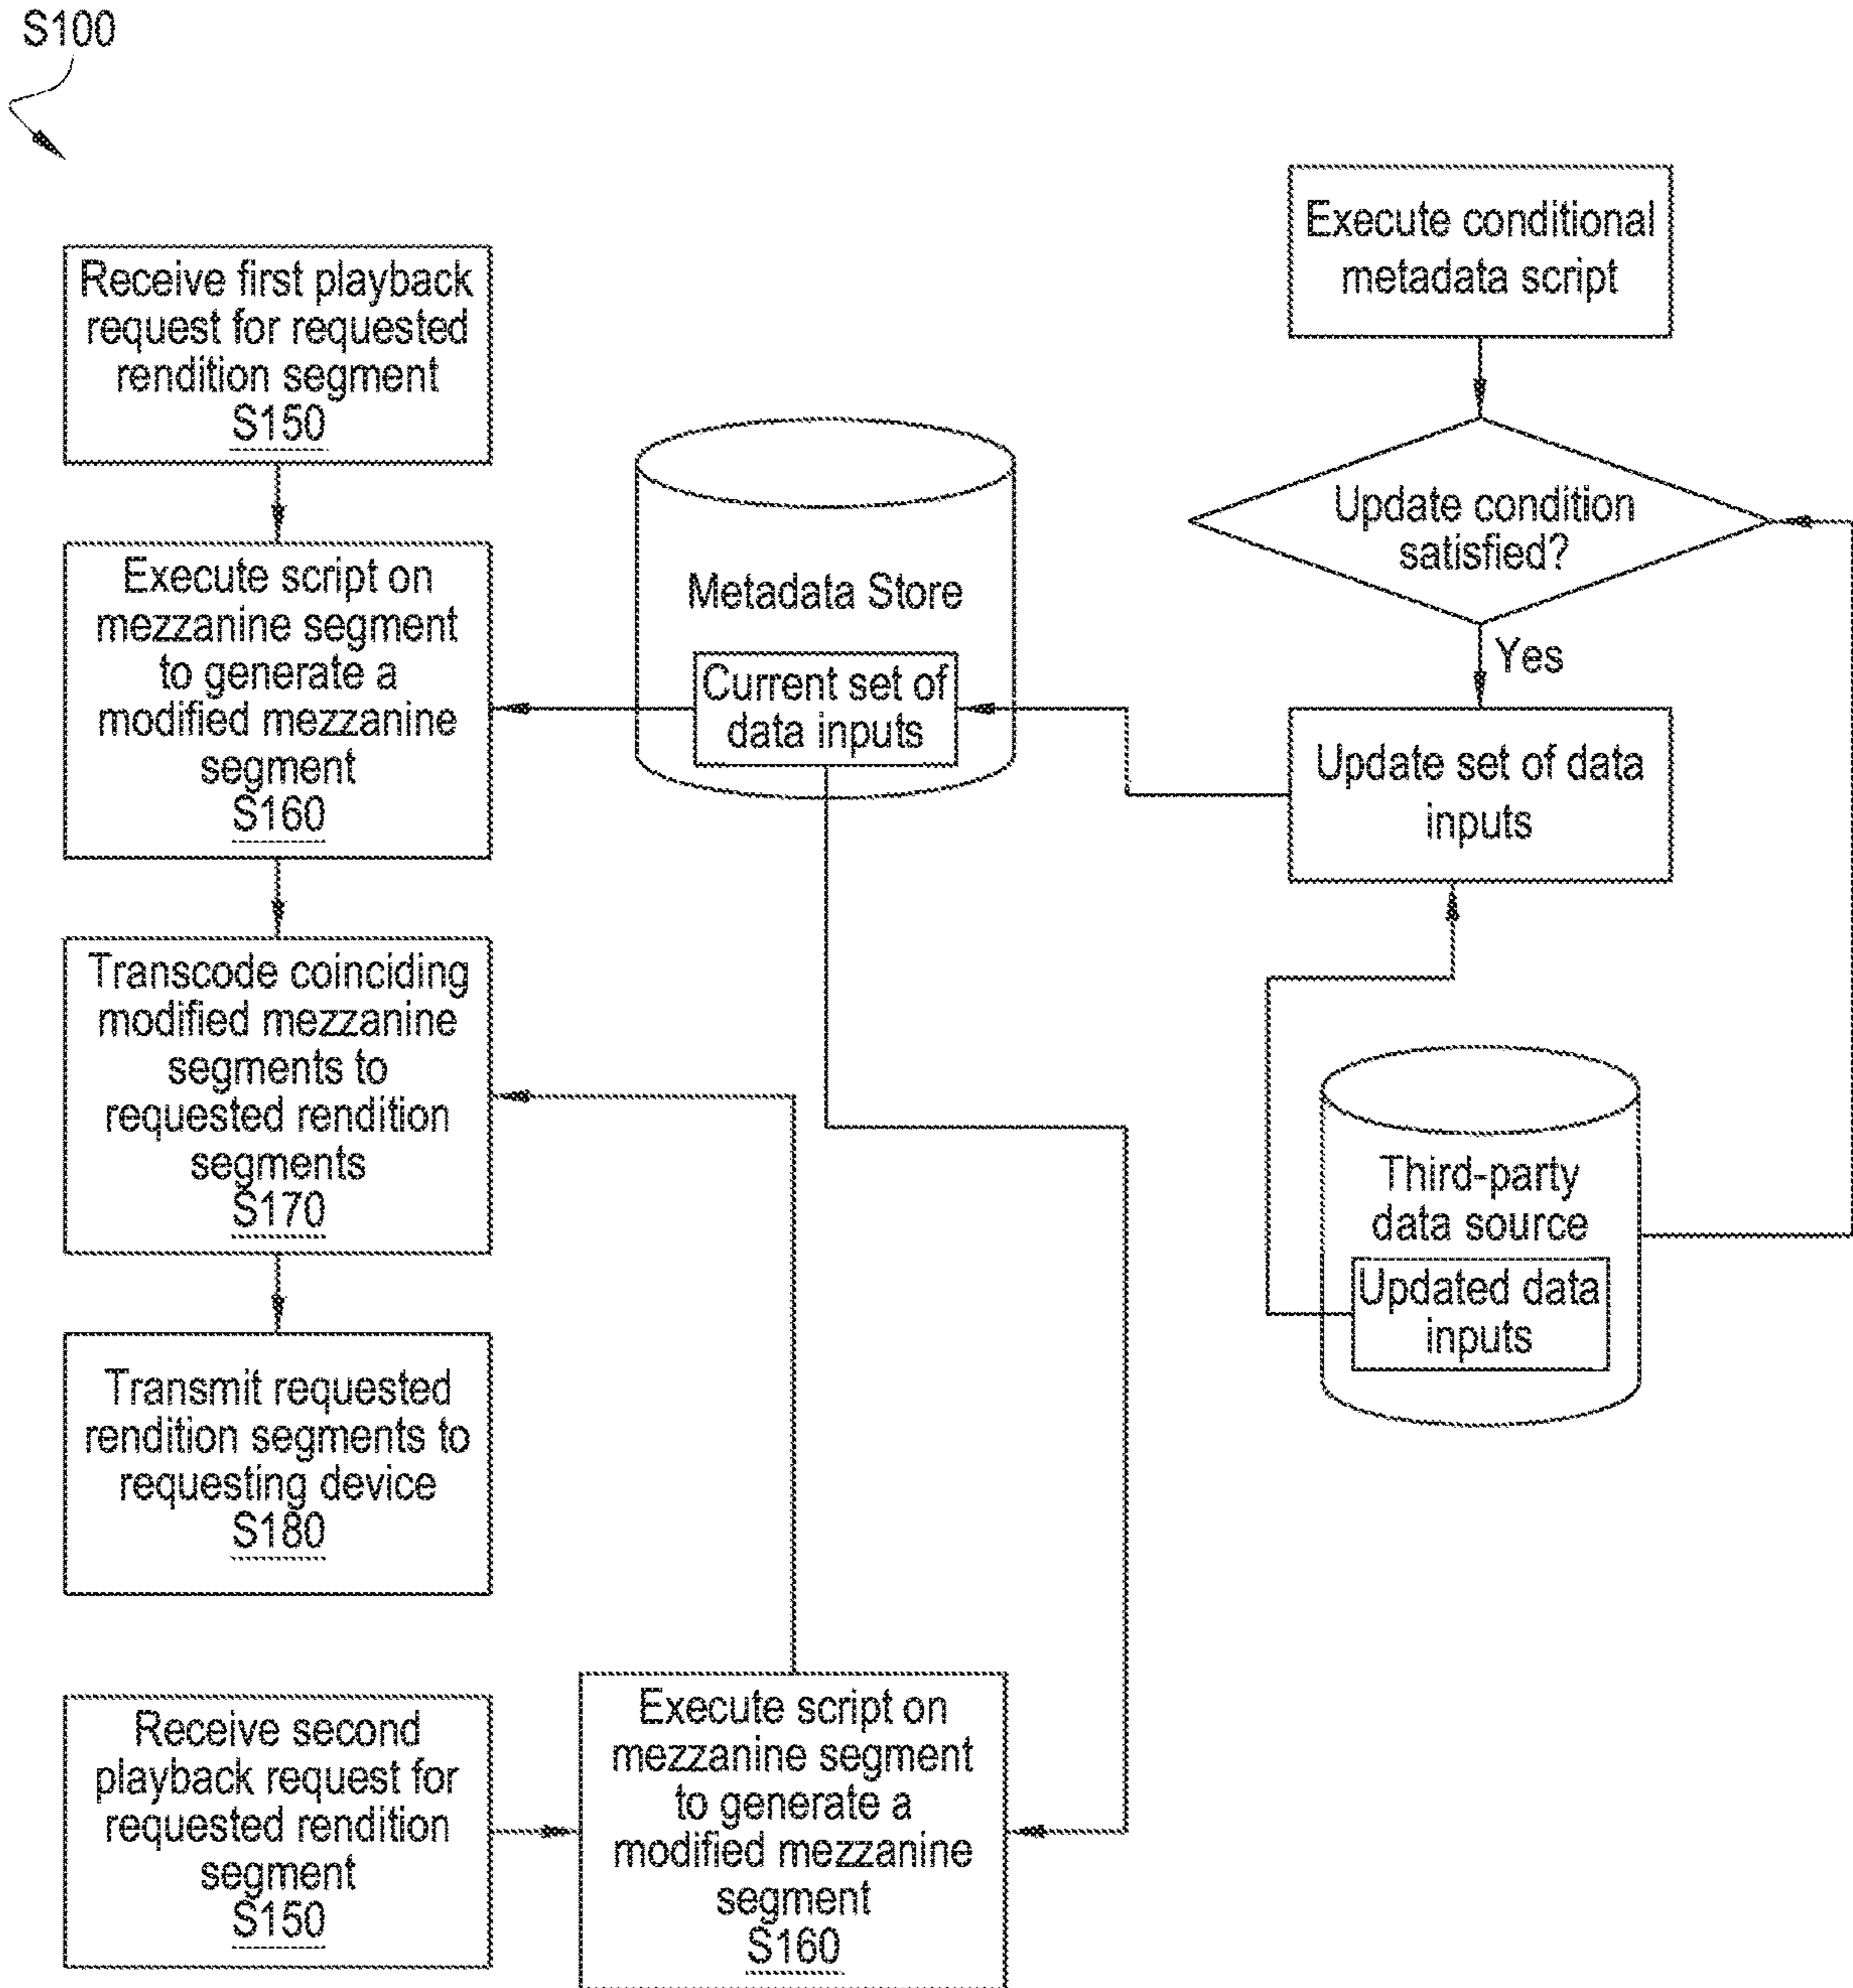 S100
Receive first playback
request for requested
rendition segment
S150
Execute script on
mezzanine segment
to generate a
modified mezzanine
segment
S160
Transcode coinciding
modified mezzanine
segments to
requested rendition
segments
S170
Transmit requested
rendition segments to
requesting device
S180
Receive second
playback request for
requested rendition
segment
S150
Execute script on
mezzanine segment
to generate a
modified mezzanine
segment
S160
Metadata Store
Current set of
data inputs
Execute conditional
metadata script
Update condition
satisfied?
Yes
Update set of data
inputs
Third-party
data source
Updated data
inputs